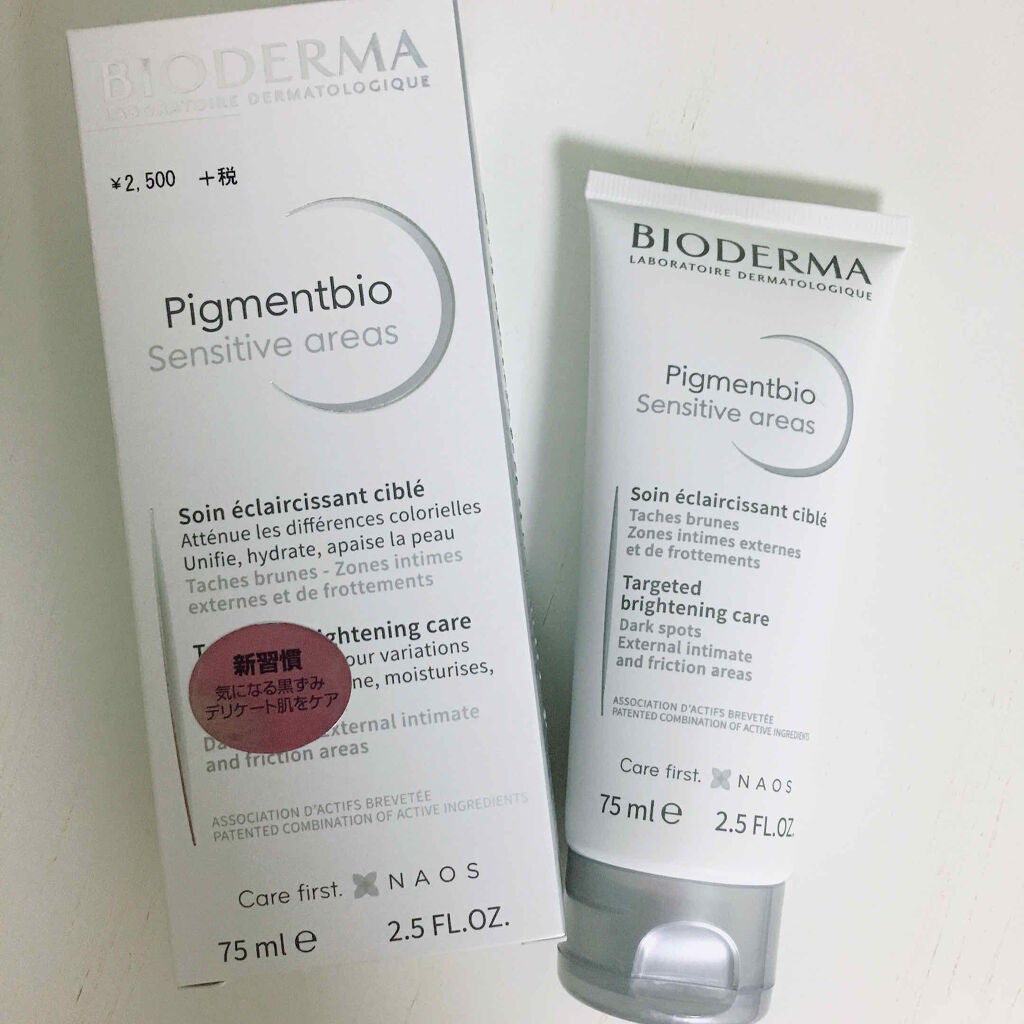 BIODERMA
LABORATOIRE DERMATOLOGIQUE
¥2,500 +税
Pigmentbio
Sensitive areas
Soin éclaircissant ciblé
Atténue les différences colorielles
Unifie, hydrate, apaise la peau
Taches brunes - Zones intimes
externes et de frottements
ightening care
our variations
ne, moisturises,
xternal intimate
and friction areas
新習慣
気になる黒ずみ
デリケート肌をケア
ASSOCIATION D'ACTIFS BREVETÉE
PATENTED COMBINATION OF ACTIVE INGREDIENTS
Care first. NAOS
75 ml e 2.5 FL.OZ.
BIODERMA
LABORATOIRE DERMATOLOGIQUE
Pigmentbio
Sensitive areas
Soin éclaircissant ciblé
Taches brunes
Zones intimes externes
et de frottements
Targeted
brightening care
Dark spots
External intimate
and friction areas
ASSOCIATION D'ACTIFS BREVETÉE
PATENTED COMBINATION OF ACTIVE INGREDIENTS
Care first. NAOS
75 ml e 2.5 FL.OZ.